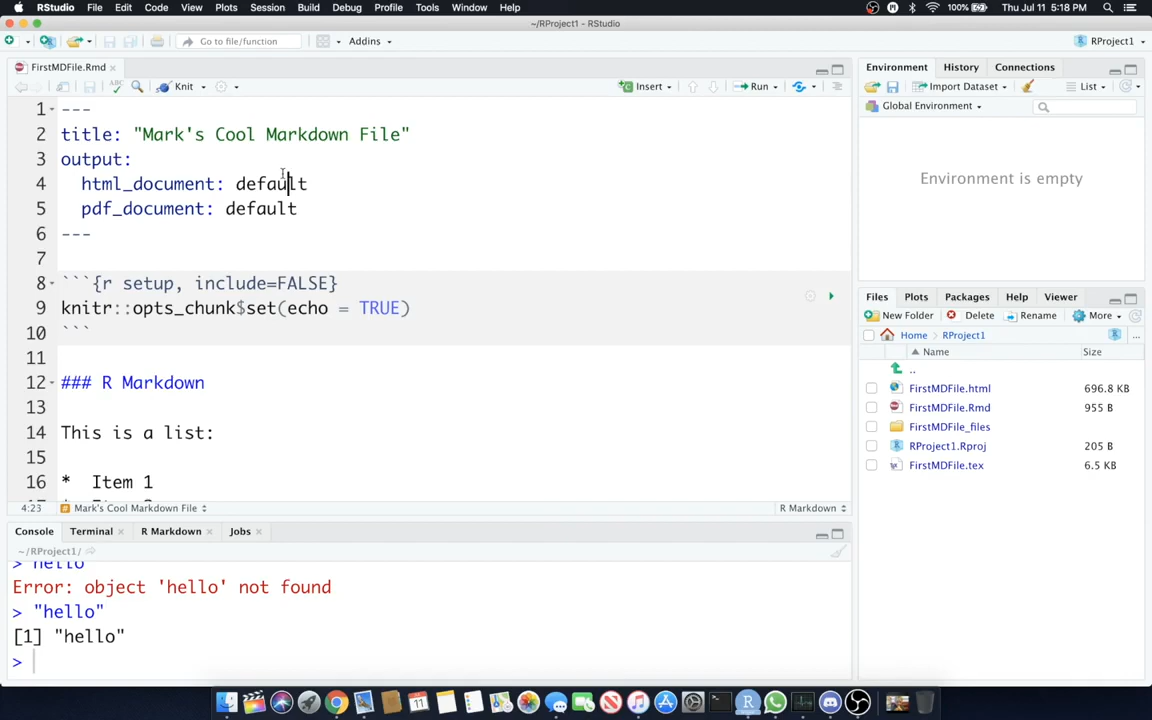 RStudio File Edit Code View Plots Session Build Debug Profile Tools Window Help 100% Thu Jul 11 5:18 PM
~/RProject1 - RStudio
Go to file/function Addins RProject1
FirstMDFile.Rmd
Environment History Connections
ABC Knit Insert Run
Import Dataset List
Global Environment
1 ---
2 title: "Mark's Cool Markdown File"
3 output:
4 html_document: default
5 pdf_document: default
6 ---
7
8 ```{r setup, include=FALSE}
9 knitr::opts_chunk$set(echo = TRUE)
10 ```
11
12 ### R Markdown
13
14 This is a list:
15
16 * Item 1
Environment is empty
Files Plots Packages Help Viewer
New Folder Delete Rename More
Home RProject1 ...
Name Size
..
FirstMDFile.html 696.8 KB
FirstMDFile.Rmd 955 B
FirstMDFile_files
RProject1.Rproj 205 B
FirstMDFile.tex 6.5 KB
4:23 # Mark's Cool Markdown File R Markdown
Console Terminal R Markdown Jobs
~/RProject1/
> hello
Error: object 'hello' not found
> "hello"
[1] "hello"
>